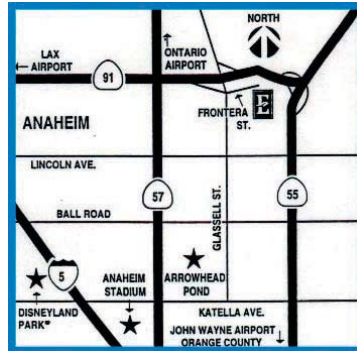 NORTH
LAX
AIRPORT
ONTARIO
AIRPORT
91
FRONTERA
ST.
E
ANAHEIM
LINCOLN AVE.
57
55
GLASSELL ST.
BALL ROAD
5
ANAHEIM
STADIUM
ARROWHEAD
POND
DISNEYLAND
PARK®
KATELLA AVE.
JOHN WAYNE AIRPORT
ORANGE COUNTY